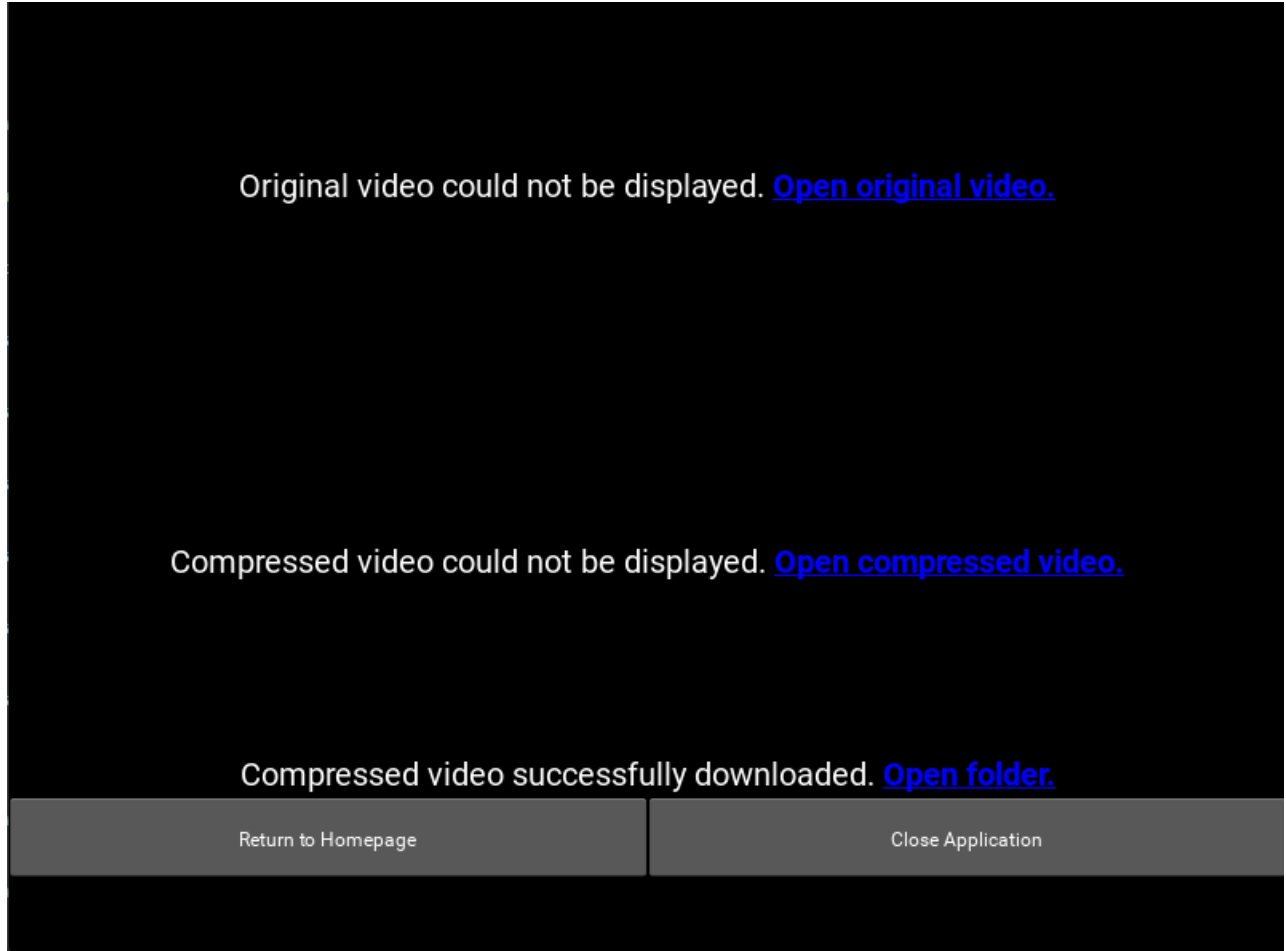 Original video could not be displayed. Open original video.
Compressed video could not be displayed. Open compressed video.
Compressed video successfully downloaded. Open folder.
Return to Homepage
Close Application